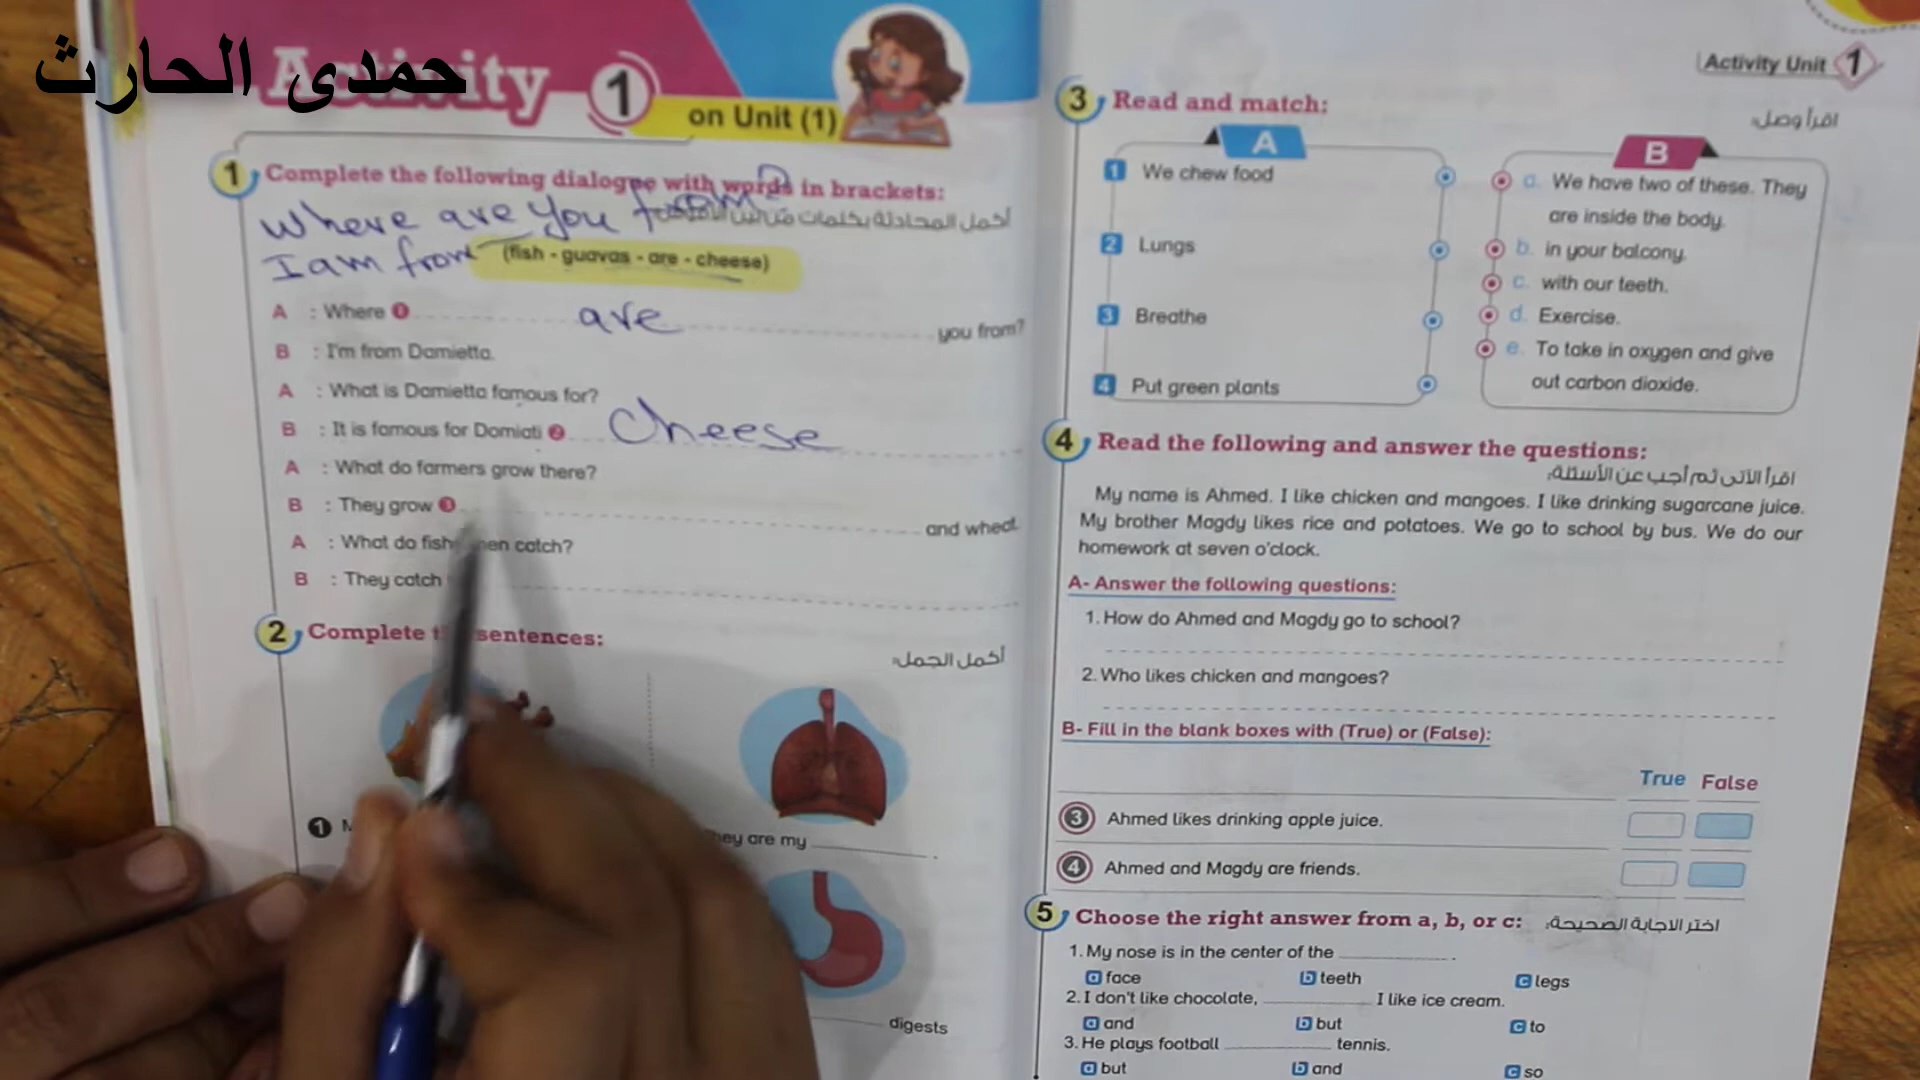 حمدى الحارث
Activity 1
on Unit (1)
1 Complete the following dialogue with words in brackets:
أكمل المحادثة بكلمات
Where are you from?
I am from
(fish - guavas - are - cheese)
A : Where 1 are you from?
B : I'm from Damietta.
A : What is Damietta famous for?
B : It is famous for Domiati 2 cheese
A : What do farmers grow there?
B : They grow 3 and wheat.
A : What do fishermen catch?
B : They catch
2 Complete sentences:
أكمل الجمل:
1
They are my .
digests
Activity Unit 1
3 Read and match:
اقرأ وصل:
A
1 We chew food
2 Lungs
3 Breathe
4 Put green plants
B
a. We have two of these. They
are inside the body.
b. in your balcony.
c. with our teeth.
d. Exercise.
e. To take in oxygen and give
out carbon dioxide.
4 Read the following and answer the questions:
اقرأ الآتى ثم أجب عن الأسئلة:
My name is Ahmed. I like chicken and mangoes. I like drinking sugarcane juice.
My brother Magdy likes rice and potatoes. We go to school by bus. We do our
homework at seven o'clock.
A- Answer the following questions:
1. How do Ahmed and Magdy go to school?
2. Who likes chicken and mangoes?
B- Fill in the blank boxes with (True) or (False):
True False
3 Ahmed likes drinking apple juice.
4 Ahmed and Magdy are friends.
5 Choose the right answer from a, b, or c: اختر الاجابة الصحيحة:
1. My nose is in the center of the .
a face b teeth c legs
2. I don't like chocolate, I like ice cream.
a and b but c to
3. He plays football tennis.
a but b and c so